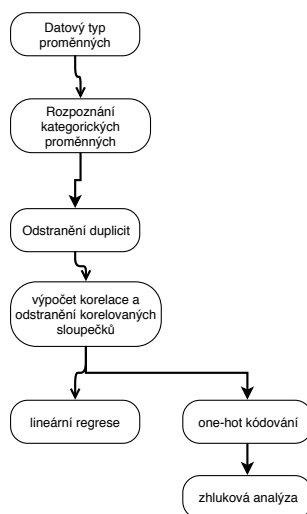 Datový typ
proměnných
Rozpoznání
kategorických
proměnných
Odstranění duplicit
výpočet korelace a
odstranění korelovaných
sloupečků
lineární regrese
one-hot kódování
zhluková analýza